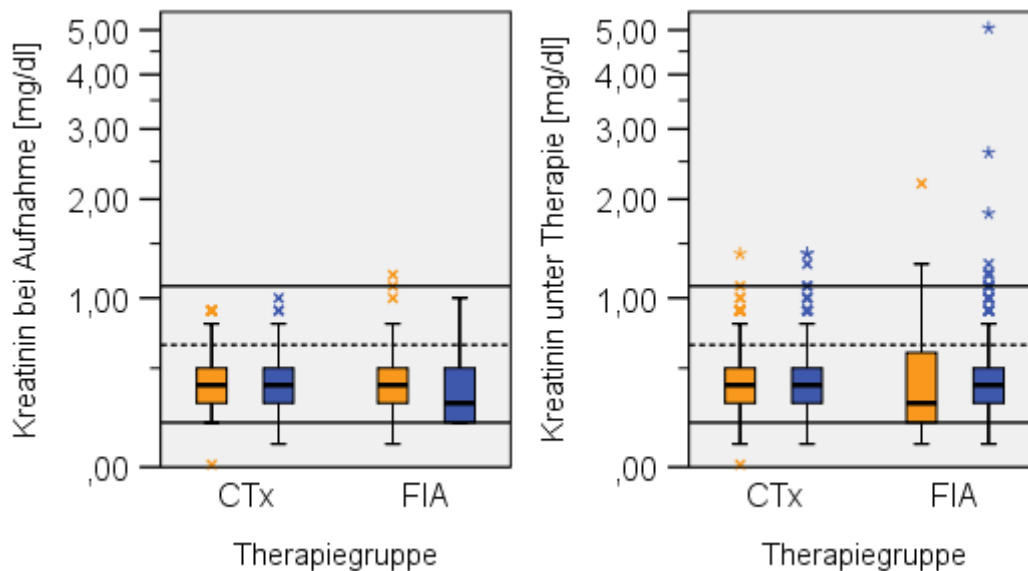 Kreatinin bei Aufnahme [mg/dl]
5,00
4,00
3,00
2,00
1,00
,00
CTx FIA
Therapiegruppe
Kreatinin unter Therapie [mg/dl]
5,00
4,00
3,00
2,00
1,00
,00
CTx FIA
Therapiegruppe